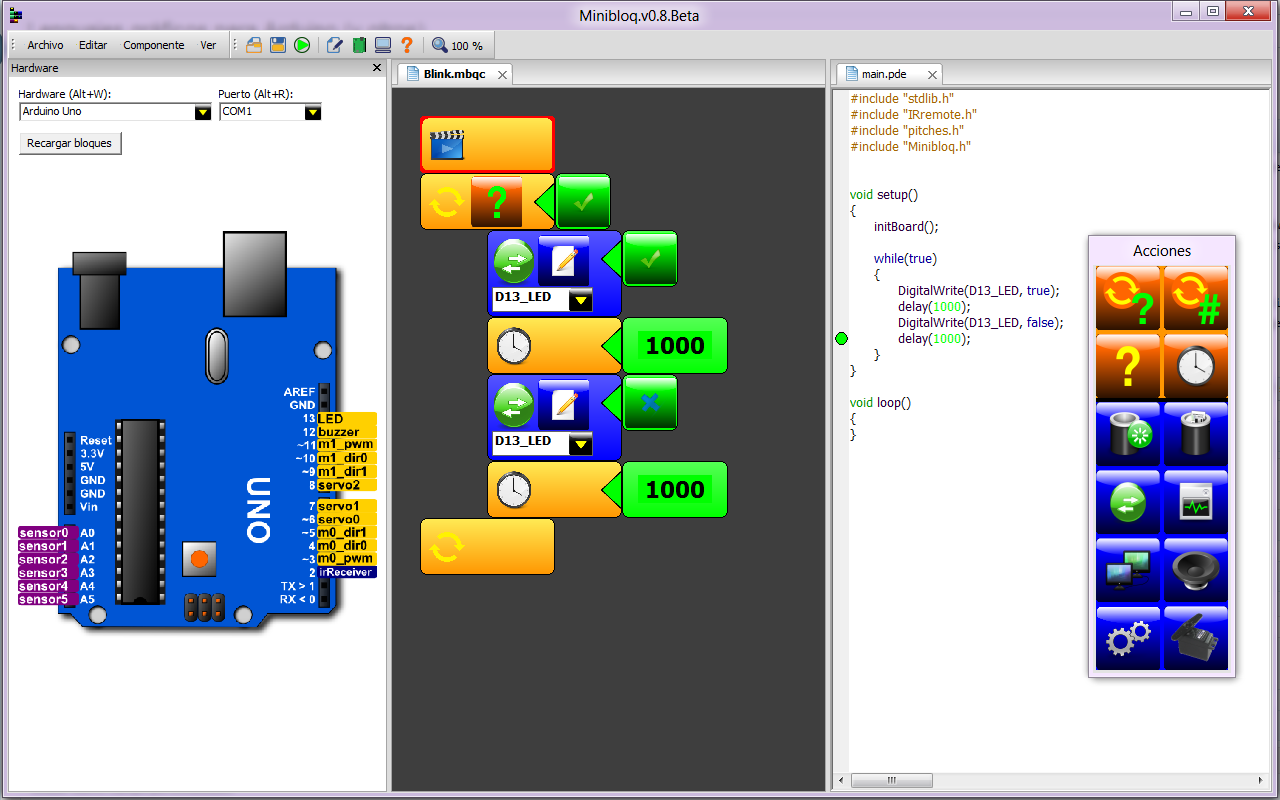 Minibloq.v0.8.Beta
Archivo Editar Componente Ver 100 %
Hardware
Hardware (Alt+W): Puerto (Alt+R):
Arduino Uno COM1
Recargar bloques
AREF
GND
13 LED
12 buzzer
~11 m1_pwm
~10 m1_dir0
~9 m1_dir1
8 servo2
7 servo1
~6 servo0
~5 m0_dir1
4 m0_dir0
~3 m0_pwm
2 irReceiver
TX > 1
RX < 0
Reset
3.3V
5V
GND
GND
Vin
sensor0 A0
sensor1 A1
sensor2 A2
sensor3 A3
sensor4 A4
sensor5 A5
UNO
Blink.mbqc
D13_LED
1000
D13_LED
1000
main.pde
#include "stdlib.h"
#include "IRremote.h"
#include "pitches.h"
#include "Minibloq.h"
void setup()
{
initBoard();
while(true)
{
DigitalWrite(D13_LED, true);
delay(1000);
DigitalWrite(D13_LED, false);
delay(1000);
}
}
void loop()
{
}
Acciones